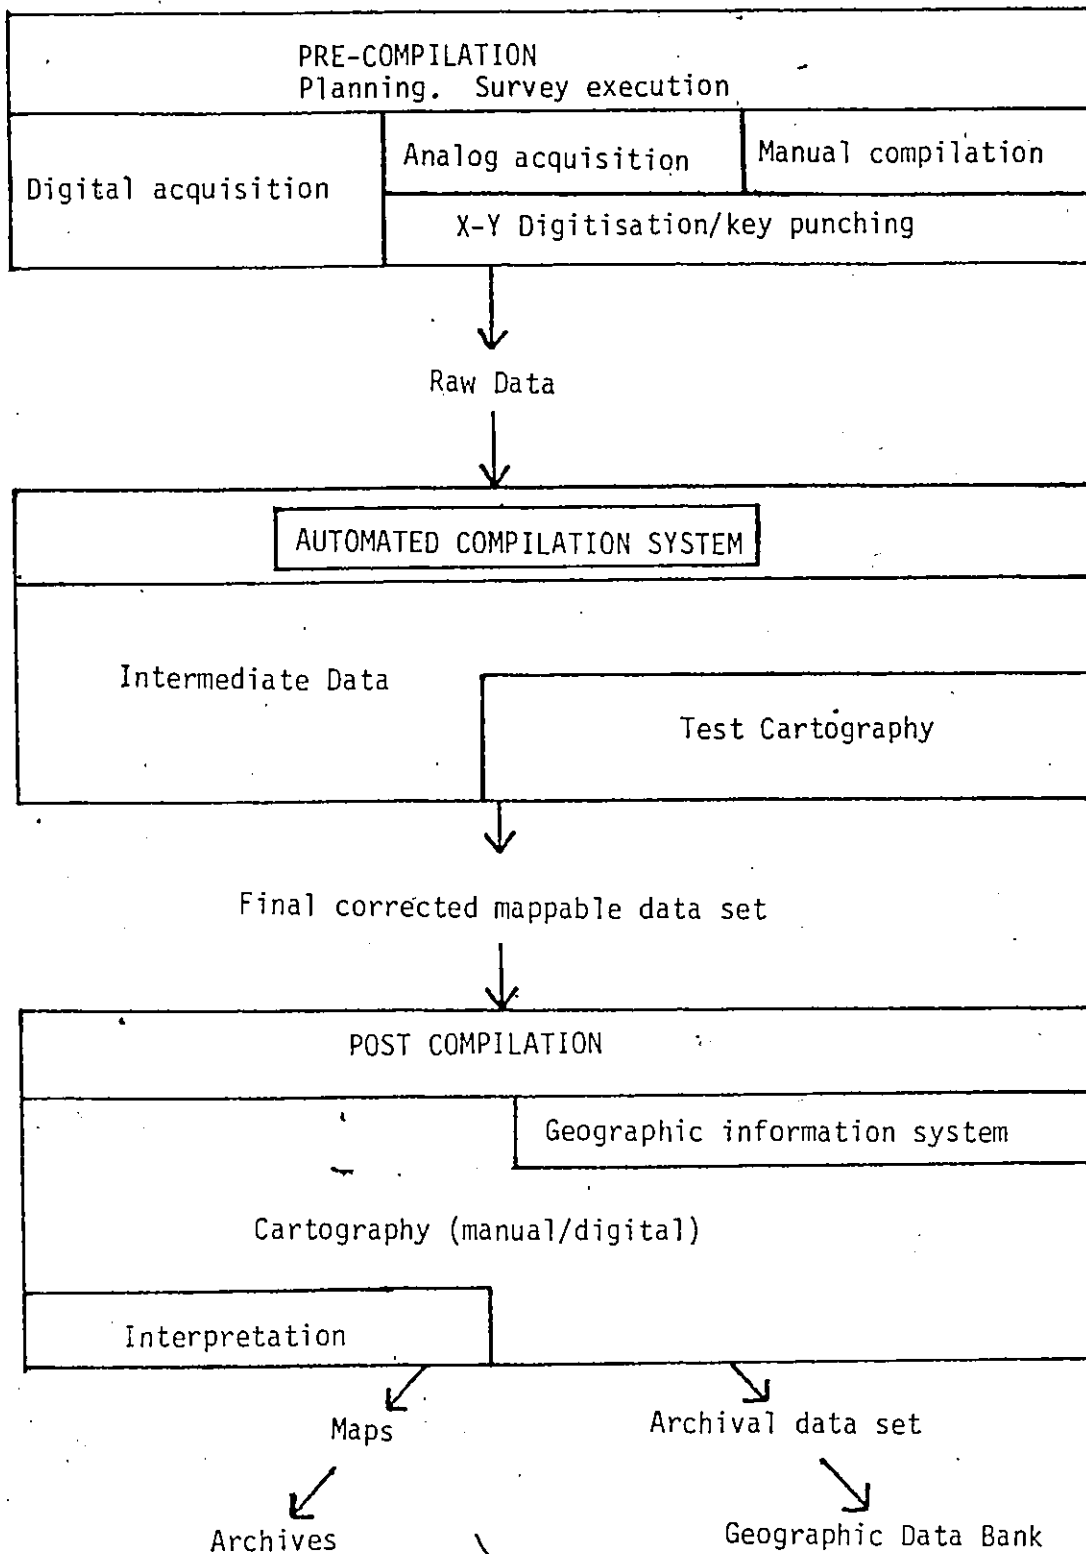 PRE-COMPILATION
Planning. Survey execution
Digital acquisition
Analog acquisition
Manual compilation
X-Y Digitisation/key punching
Raw Data
AUTOMATED COMPILATION SYSTEM
Intermediate Data
Test Cartography
Final corrected mappable data set
POST COMPILATION
Geographic information system
Cartography (manual/digital)
Interpretation
Maps
Archival data set
Archives
Geographic Data Bank